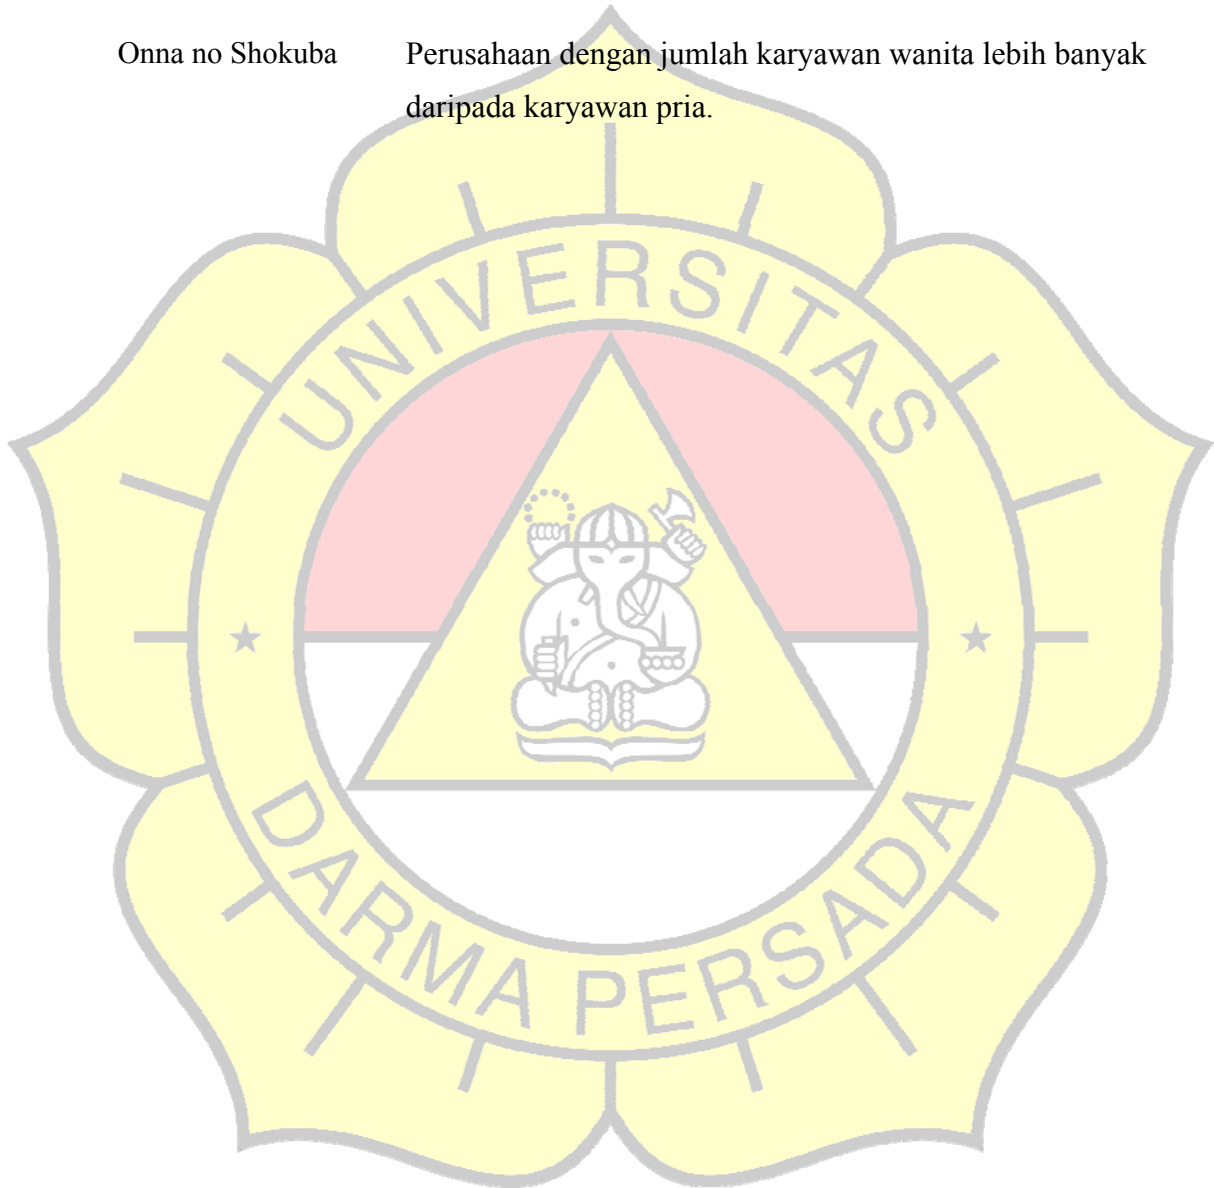 Onna no Shokuba Perusahaan dengan jumlah karyawan wanita lebih banyak
daripada karyawan pria.
UNIVERSITAS
DARMA PERSADA